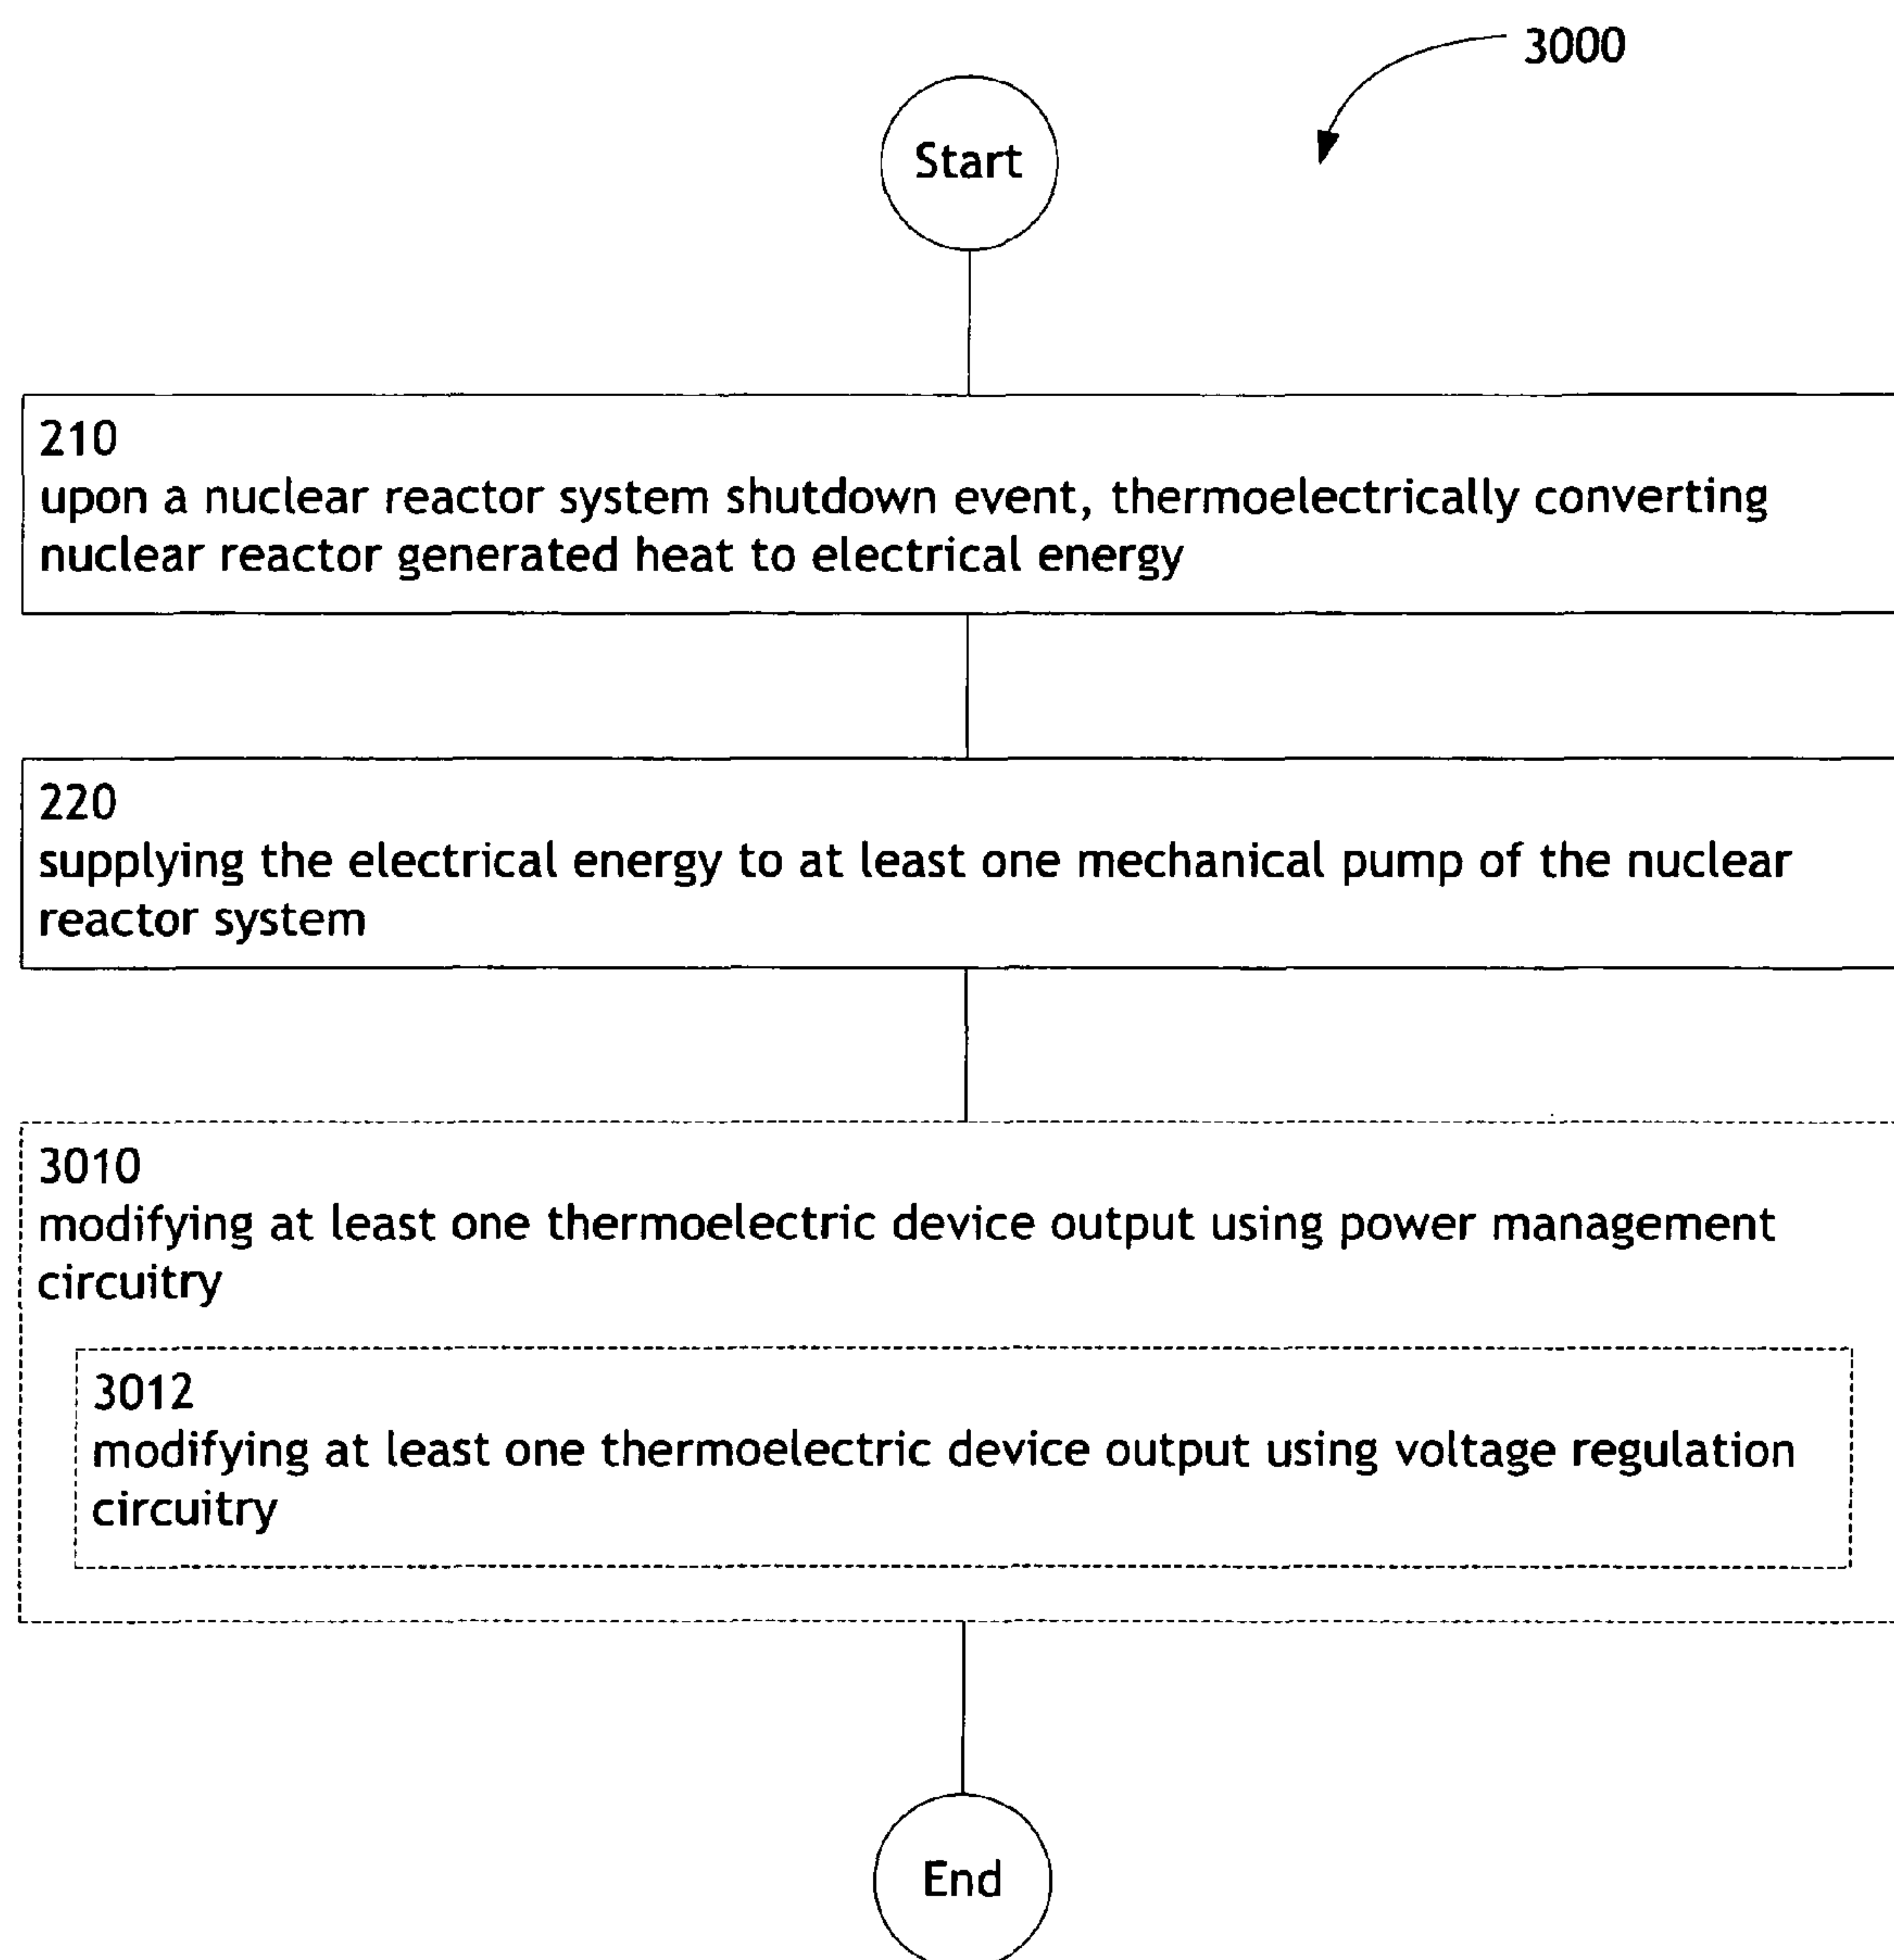 3000
Start
210
upon a nuclear reactor system shutdown event, thermoelectrically converting
nuclear reactor generated heat to electrical energy
220
supplying the electrical energy to at least one mechanical pump of the nuclear
reactor system
3010
modifying at least one thermoelectric device output using power management
circuitry
3012
modifying at least one thermoelectric device output using voltage regulation
circuitry
End